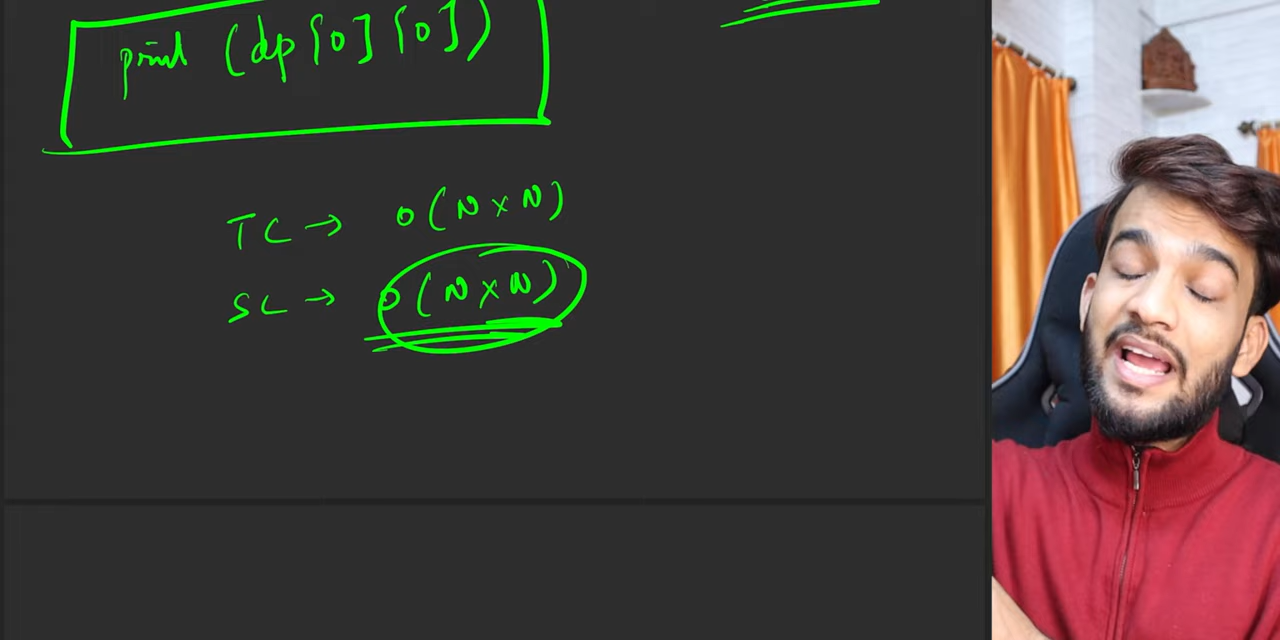 print (dp[0][0])
TC → O(N×N)
SC → O(N×N)